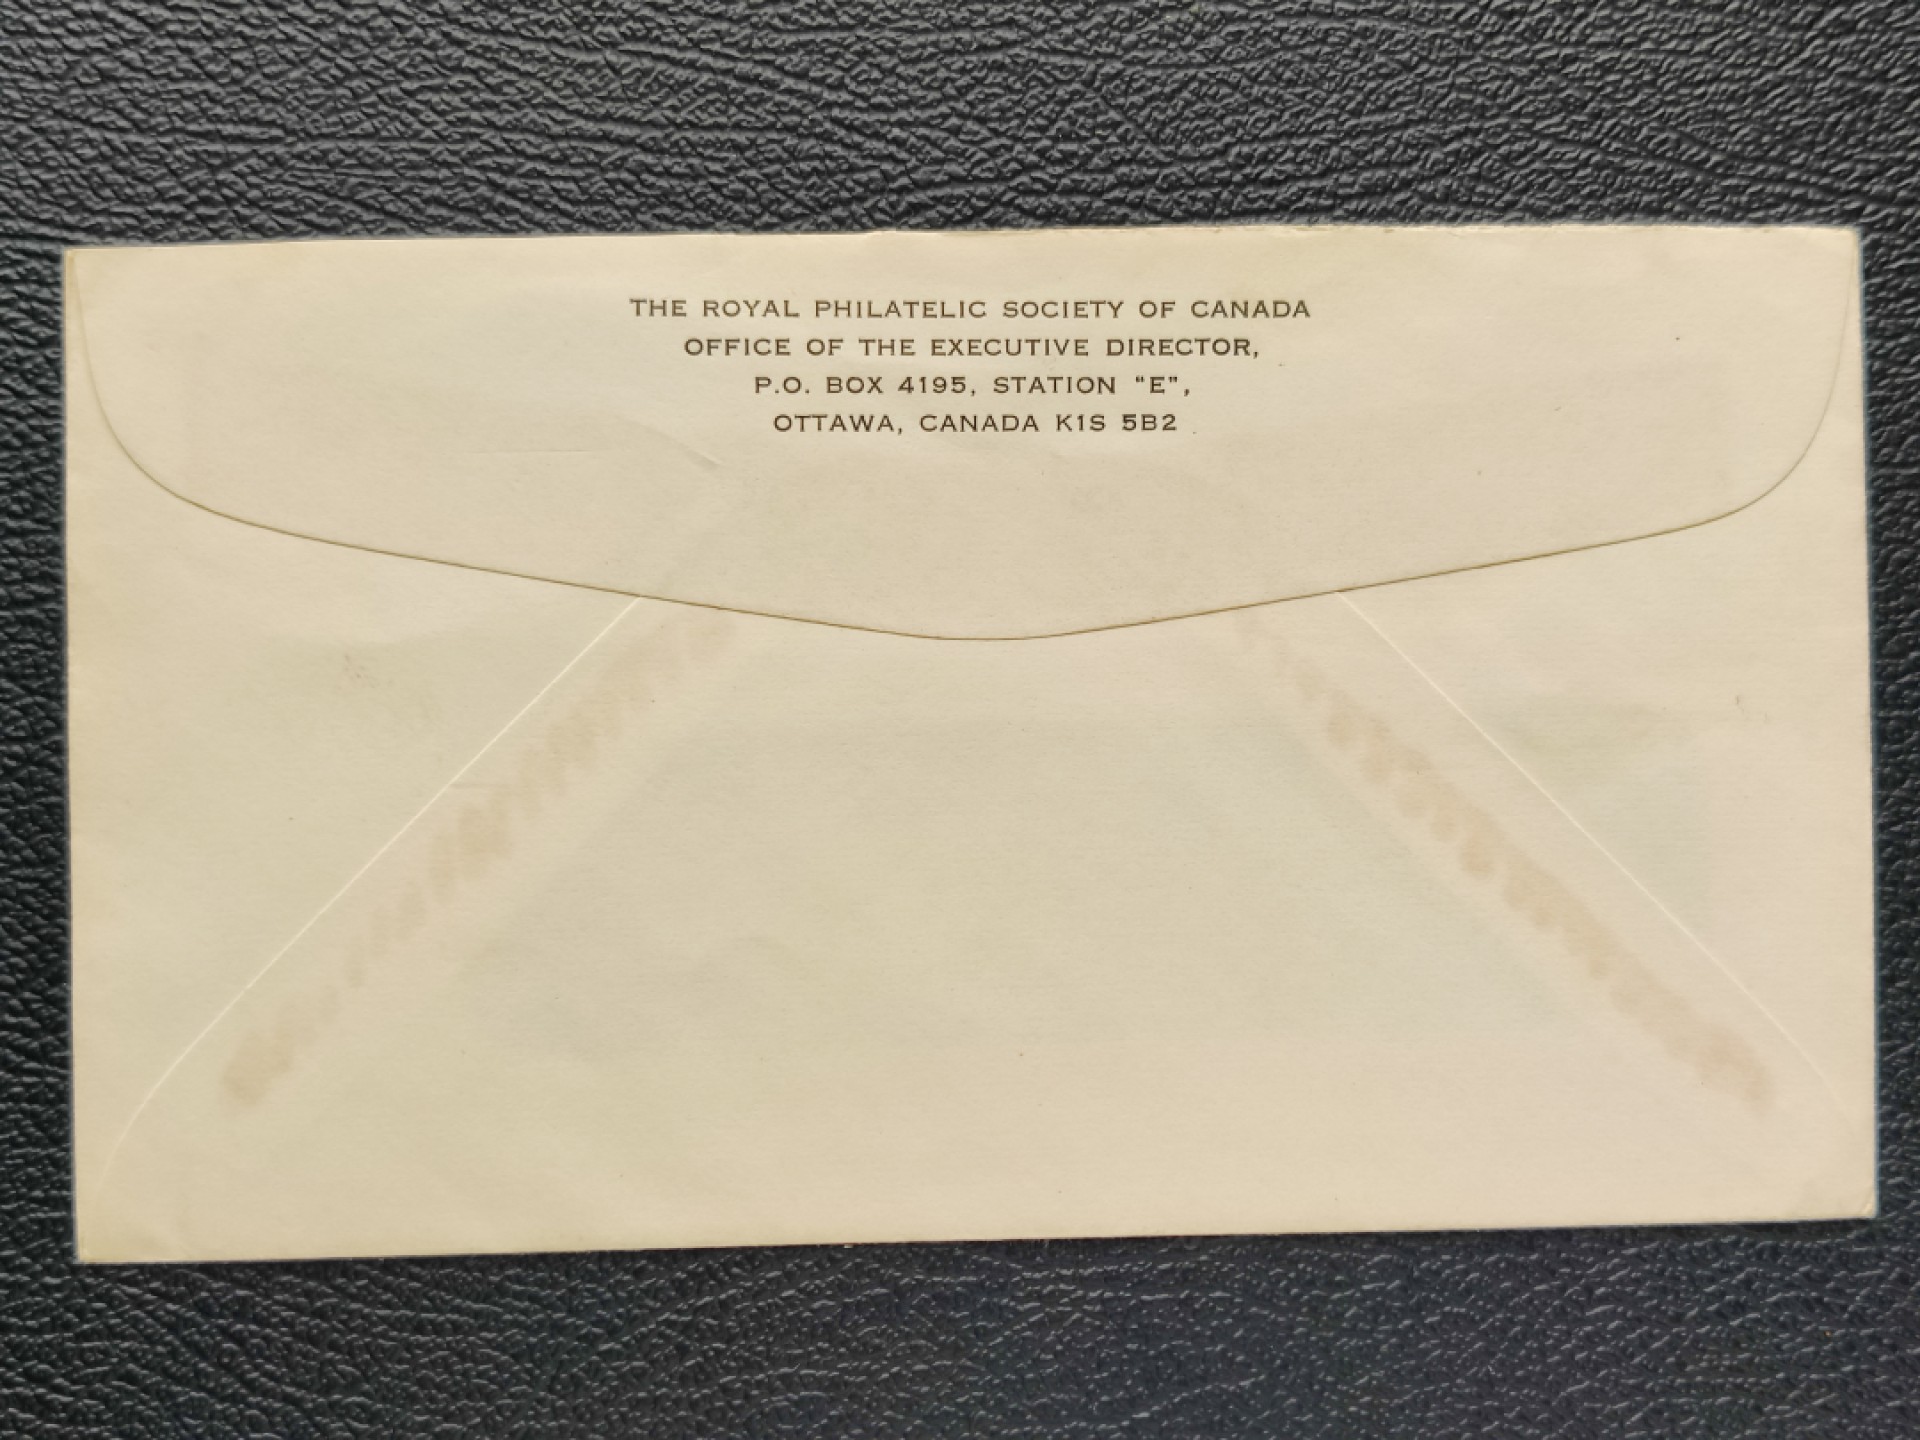 THE ROYAL PHILATELIC SOCIETY OF CANADA
OFFICE OF THE EXECUTIVE DIRECTOR,
P.O. BOX 4195, STATION "E",
OTTAWA, CANADA K1S 5B2